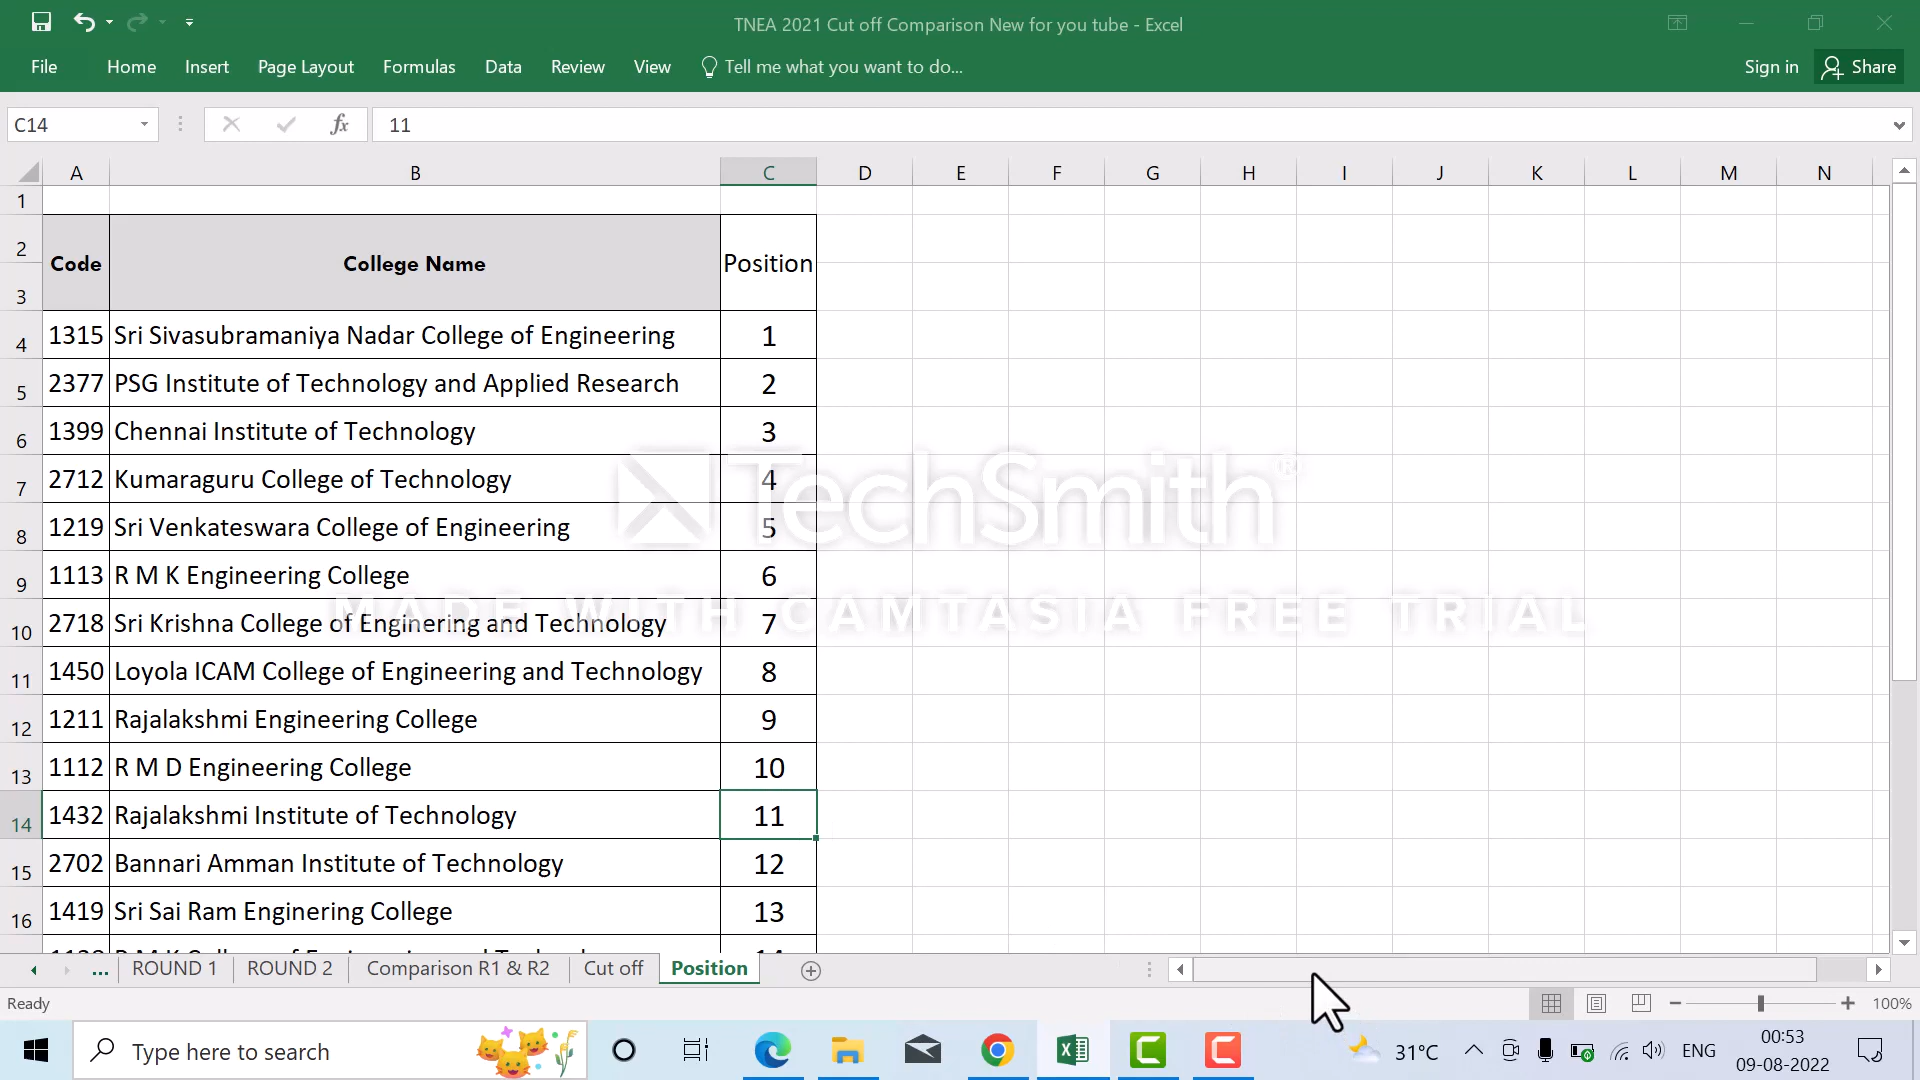 TNEA 2021 Cut off Comparison New for you tube - Excel
File Home Insert Page Layout Formulas Data Review View Tell me what you want to do... Sign in Share
C14 fx 11
A B C D E F G H I J K L M N
1
2
3
Code College Name Position
4 1315 Sri Sivasubramaniya Nadar College of Engineering 1
5 2377 PSG Institute of Technology and Applied Research 2
6 1399 Chennai Institute of Technology 3
7 2712 Kumaraguru College of Technology 4
8 1219 Sri Venkateswara College of Engineering 5
9 1113 R M K Engineering College 6
10 2718 Sri Krishna College of Enginering and Technology 7
11 1450 Loyola ICAM College of Engineering and Technology 8
12 1211 Rajalakshmi Engineering College 9
13 1112 R M D Engineering College 10
14 1432 Rajalakshmi Institute of Technology 11
15 2702 Bannari Amman Institute of Technology 12
16 1419 Sri Sai Ram Enginering College 13
TechSmith®
MADE WITH CAMTASIA FREE TRIAL
... ROUND 1 ROUND 2 Comparison R1 & R2 Cut off Position
Ready 100%
Type here to search 31°C ENG 00:53
09-08-2022